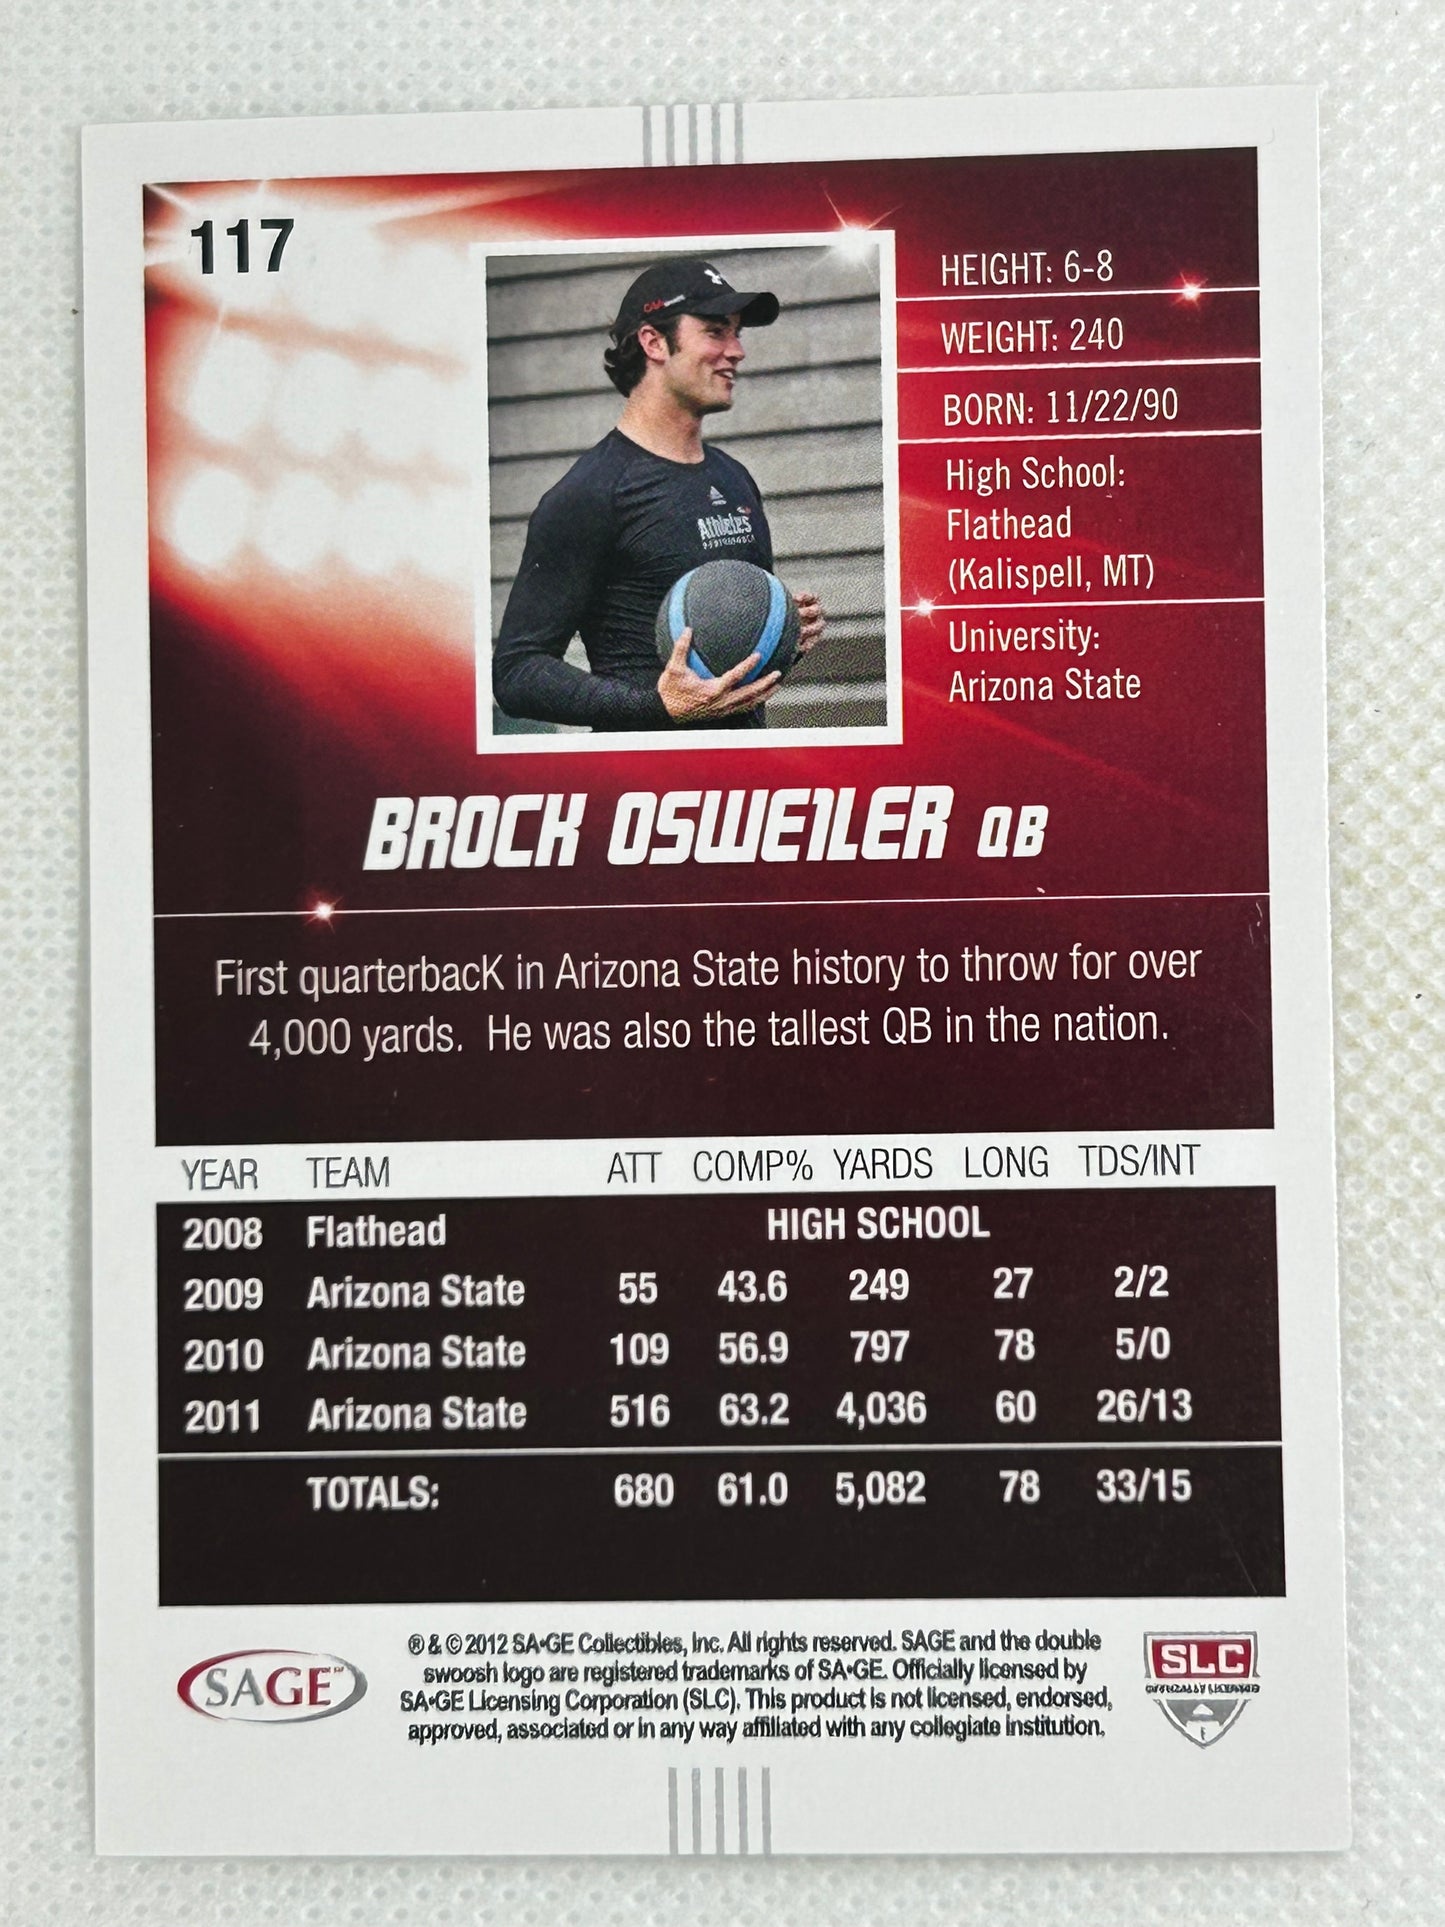 117
HEIGHT: 6-8
WEIGHT: 240
BORN: 11/22/90
High School:
Flathead
(Kalispell, MT)
University:
Arizona State
CAA
Athletes
BROCK OSWEILER QB
First quarterbacK in Arizona State history to throw for over
4,000 yards. He was also the tallest QB in the nation.
YEAR TEAM ATT COMP% YARDS LONG TDS/INT
2008 Flathead HIGH SCHOOL
2009 Arizona State 55 43.6 249 27 2/2
2010 Arizona State 109 56.9 797 78 5/0
2011 Arizona State 516 63.2 4,036 60 26/13
TOTALS: 680 61.0 5,082 78 33/15
® & © 2012 SA•GE Collectibles, Inc. All rights reserved. SAGE and the double
swoosh logo are registered trademarks of SA•GE. Officially licensed by
SA•GE Licensing Corporation (SLC). This product is not licensed, endorsed,
approved, associated or in any way affiliated with any collegiate institution.
SAGE
SLC
OFFICIALLY LICENSED